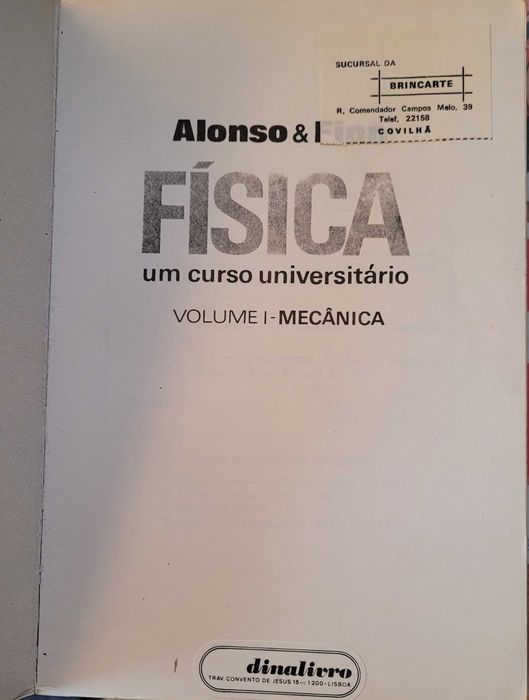 SUCURSAL DA
BRINCARTE
R. Comendador Campos Melo, 39
Telef. 22158
COVILHÃ
Alonso &
FÍSICA
um curso universitário
VOLUME I - MECÂNICA
dinalivro
TRAV. CONVENTO DE JESUS 15 1200 - LISBOA